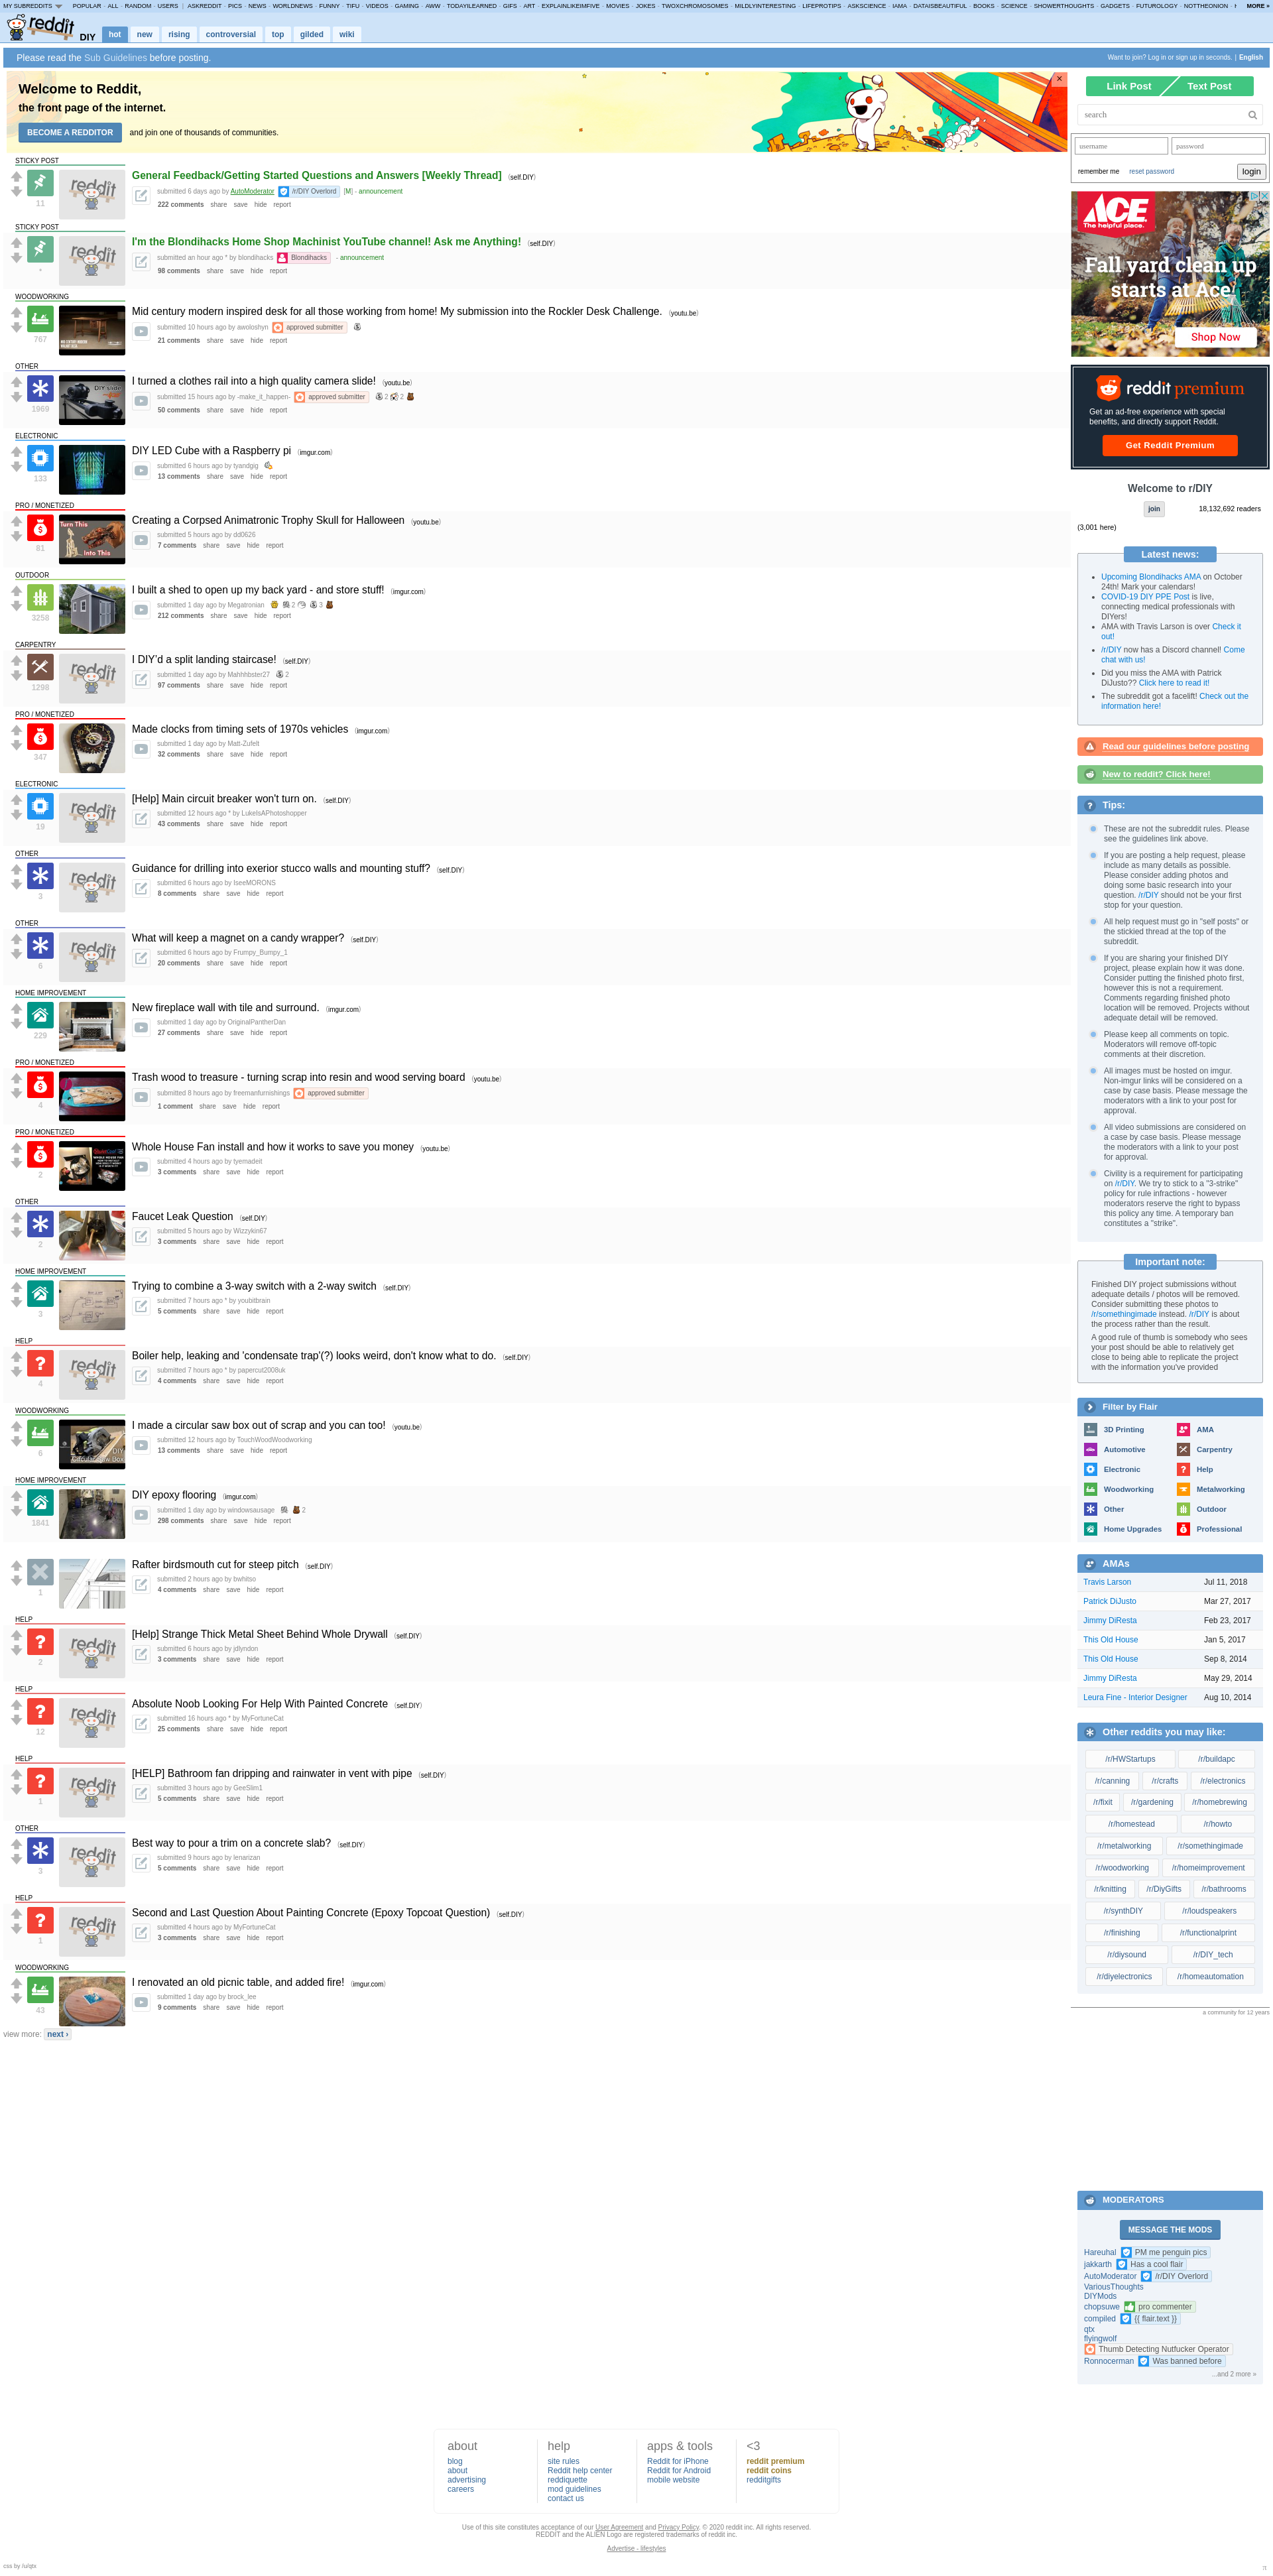 MY SUBREDDITS POPULAR - ALL - RANDOM - USERS | ASKREDDIT - PICS - NEWS - WORLDNEWS - FUNNY - TIFU - VIDEOS - GAMING - AWW - TODAYILEARNED - GIFS - ART - EXPLAINLIKEIMFIVE - MOVIES - JOKES - TWOXCHROMOSOMES - MILDLYINTERESTING - LIFEPROTIPS - ASKSCIENCE - IAMA - DATAISBEAUTIFUL - BOOKS - SCIENCE - SHOWERTHOUGHTS - GADGETS - FUTUROLOGY - NOTTHEONION MORE »
reddit DIY hot new rising controversial top gilded wiki
Please read the Sub Guidelines before posting.
Want to join? Log in or sign up in seconds. | English
Welcome to Reddit,
the front page of the internet.
BECOME A REDDITOR and join one of thousands of communities.
STICKY POST
11
General Feedback/Getting Started Questions and Answers [Weekly Thread] (self.DIY)
submitted 6 days ago by AutoModerator /r/DIY Overlord [M] - announcement
222 comments share save hide report
STICKY POST
•
I'm the Blondihacks Home Shop Machinist YouTube channel! Ask me Anything! (self.DIY)
submitted an hour ago * by blondihacks Blondihacks - announcement
98 comments share save hide report
WOODWORKING
767
Mid century modern inspired desk for all those working from home! My submission into the Rockler Desk Challenge. (youtu.be)
submitted 10 hours ago by awoloshyn approved submitter
21 comments share save hide report
OTHER
1969
I turned a clothes rail into a high quality camera slide! (youtu.be)
submitted 15 hours ago by -make_it_happen- approved submitter 2 2
50 comments share save hide report
ELECTRONIC
133
DIY LED Cube with a Raspberry pi (imgur.com)
submitted 6 hours ago by tyandgig
13 comments share save hide report
PRO / MONETIZED
81
Turn This
... Into This
Creating a Corpsed Animatronic Trophy Skull for Halloween (youtu.be)
submitted 5 hours ago by dd0626
7 comments share save hide report
OUTDOOR
3258
I built a shed to open up my back yard - and store stuff! (imgur.com)
submitted 1 day ago by Megatronian 2 3
212 comments share save hide report
CARPENTRY
1298
I DIY'd a split landing staircase! (self.DIY)
submitted 1 day ago by Mahhhbster27 2
97 comments share save hide report
PRO / MONETIZED
347
Made clocks from timing sets of 1970s vehicles (imgur.com)
submitted 1 day ago by Matt-Zufelt
32 comments share save hide report
ELECTRONIC
19
[Help] Main circuit breaker won't turn on. (self.DIY)
submitted 12 hours ago * by LukeIsAPhotoshopper
43 comments share save hide report
OTHER
3
Guidance for drilling into exerior stucco walls and mounting stuff? (self.DIY)
submitted 6 hours ago by IseeMORONS
8 comments share save hide report
OTHER
6
What will keep a magnet on a candy wrapper? (self.DIY)
submitted 6 hours ago by Frumpy_Bumpy_1
20 comments share save hide report
HOME IMPROVEMENT
229
New fireplace wall with tile and surround. (imgur.com)
submitted 1 day ago by OriginalPantherDan
27 comments share save hide report
PRO / MONETIZED
4
Trash wood to treasure - turning scrap into resin and wood serving board (youtu.be)
submitted 8 hours ago by freemanfurnishings approved submitter
1 comment share save hide report
PRO / MONETIZED
2
Whole House Fan install and how it works to save you money (youtu.be)
submitted 4 hours ago by tyemadeit
3 comments share save hide report
OTHER
2
Faucet Leak Question (self.DIY)
submitted 5 hours ago by Wizzykin67
3 comments share save hide report
HOME IMPROVEMENT
3
Trying to combine a 3-way switch with a 2-way switch (self.DIY)
submitted 7 hours ago * by youbitbrain
5 comments share save hide report
HELP
4
Boiler help, leaking and 'condensate trap'(?) looks weird, don't know what to do. (self.DIY)
submitted 7 hours ago * by papercut2008uk
4 comments share save hide report
WOODWORKING
6
I made a circular saw box out of scrap and you can too! (youtu.be)
submitted 12 hours ago by TouchWoodWoodworking
13 comments share save hide report
HOME IMPROVEMENT
1841
DIY epoxy flooring (imgur.com)
submitted 1 day ago by windowsausage 2
298 comments share save hide report
1
Rafter birdsmouth cut for steep pitch (self.DIY)
submitted 2 hours ago by bwhitso
4 comments share save hide report
HELP
2
[Help] Strange Thick Metal Sheet Behind Whole Drywall (self.DIY)
submitted 6 hours ago by jdlyndon
3 comments share save hide report
HELP
12
Absolute Noob Looking For Help With Painted Concrete (self.DIY)
submitted 16 hours ago * by MyFortuneCat
25 comments share save hide report
HELP
1
[HELP] Bathroom fan dripping and rainwater in vent with pipe (self.DIY)
submitted 3 hours ago by GeeSlim1
5 comments share save hide report
OTHER
3
Best way to pour a trim on a concrete slab? (self.DIY)
submitted 9 hours ago by lenarizan
5 comments share save hide report
HELP
1
Second and Last Question About Painting Concrete (Epoxy Topcoat Question) (self.DIY)
submitted 4 hours ago by MyFortuneCat
3 comments share save hide report
WOODWORKING
43
I renovated an old picnic table, and added fire! (imgur.com)
submitted 1 day ago by brock_lee
9 comments share save hide report
view more: next ›
Link Post Text Post
search
username password
remember me reset password login
ACE
The helpful place.
Fall yard clean up
starts at Ace!
Shop Now
reddit premium
Get an ad-free experience with special
benefits, and directly support Reddit.
Get Reddit Premium
Welcome to r/DIY
join 18,132,692 readers
(3,001 here)
Latest news:
Upcoming Blondihacks AMA on October
24th! Mark your calendars!
COVID-19 DIY PPE Post is live,
connecting medical professionals with
DIYers!
AMA with Travis Larson is over Check it
out!
/r/DIY now has a Discord channel! Come
chat with us!
Did you miss the AMA with Patrick
DiJusto?? Click here to read it!
The subreddit got a facelift! Check out the
information here!
Read our guidelines before posting
New to reddit? Click here!
Tips:
These are not the subreddit rules. Please
see the guidelines link above.
If you are posting a help request, please
include as many details as possible.
Please consider adding photos and
doing some basic research into your
question. /r/DIY should not be your first
stop for your question.
All help request must go in "self posts" or
the stickied thread at the top of the
subreddit.
If you are sharing your finished DIY
project, please explain how it was done.
Consider putting the finished photo first,
however this is not a requirement.
Comments regarding finished photo
location will be removed. Projects without
adequate detail will be removed.
Please keep all comments on topic.
Moderators will remove off-topic
comments at their discretion.
All images must be hosted on imgur.
Non-imgur links will be considered on a
case by case basis. Please message the
moderators with a link to your post for
approval.
All video submissions are considered on
a case by case basis. Please message
the moderators with a link to your post
for approval.
Civility is a requirement for participating
on /r/DIY. We try to stick to a "3-strike"
policy for rule infractions - however
moderators reserve the right to bypass
this policy any time. A temporary ban
constitutes a "strike".
Important note:
Finished DIY project submissions without
adequate details / photos will be removed.
Consider submitting these photos to
/r/somethingimade instead. /r/DIY is about
the process rather than the result.
A good rule of thumb is somebody who sees
your post should be able to relatively get
close to being able to replicate the project
with the information you've provided
Filter by Flair
3D Printing AMA
Automotive Carpentry
Electronic Help
Woodworking Metalworking
Other Outdoor
Home Upgrades Professional
AMAs
Travis Larson Jul 11, 2018
Patrick DiJusto Mar 27, 2017
Jimmy DiResta Feb 23, 2017
This Old House Jan 5, 2017
This Old House Sep 8, 2014
Jimmy DiResta May 29, 2014
Leura Fine - Interior Designer Aug 10, 2014
Other reddits you may like:
/r/HWStartups /r/buildapc
/r/canning /r/crafts /r/electronics
/r/fixit /r/gardening /r/homebrewing
/r/homestead /r/howto
/r/metalworking /r/somethingimade
/r/woodworking /r/homeimprovement
/r/knitting /r/DiyGifts /r/bathrooms
/r/synthDIY /r/loudspeakers
/r/finishing /r/functionalprint
/r/diysound /r/DIY_tech
/r/diyelectronics /r/homeautomation
a community for 12 years
MODERATORS
MESSAGE THE MODS
Hareuhal PM me penguin pics
jakkarth Has a cool flair
AutoModerator /r/DIY Overlord
VariousThoughts
DIYMods
chopsuwe pro commenter
compiled {{ flair.text }}
qtx
flyingwolf
Thumb Detecting Nutfucker Operator
Ronnocerman Was banned before
...and 2 more »
about
blog
about
advertising
careers
help
site rules
Reddit help center
reddiquette
mod guidelines
contact us
apps & tools
Reddit for iPhone
Reddit for Android
mobile website
<3
reddit premium
reddit coins
redditgifts
Use of this site constitutes acceptance of our User Agreement and Privacy Policy. © 2020 reddit inc. All rights reserved.
REDDIT and the ALIEN Logo are registered trademarks of reddit inc.
Advertise - lifestyles
css by /u/qtx
π